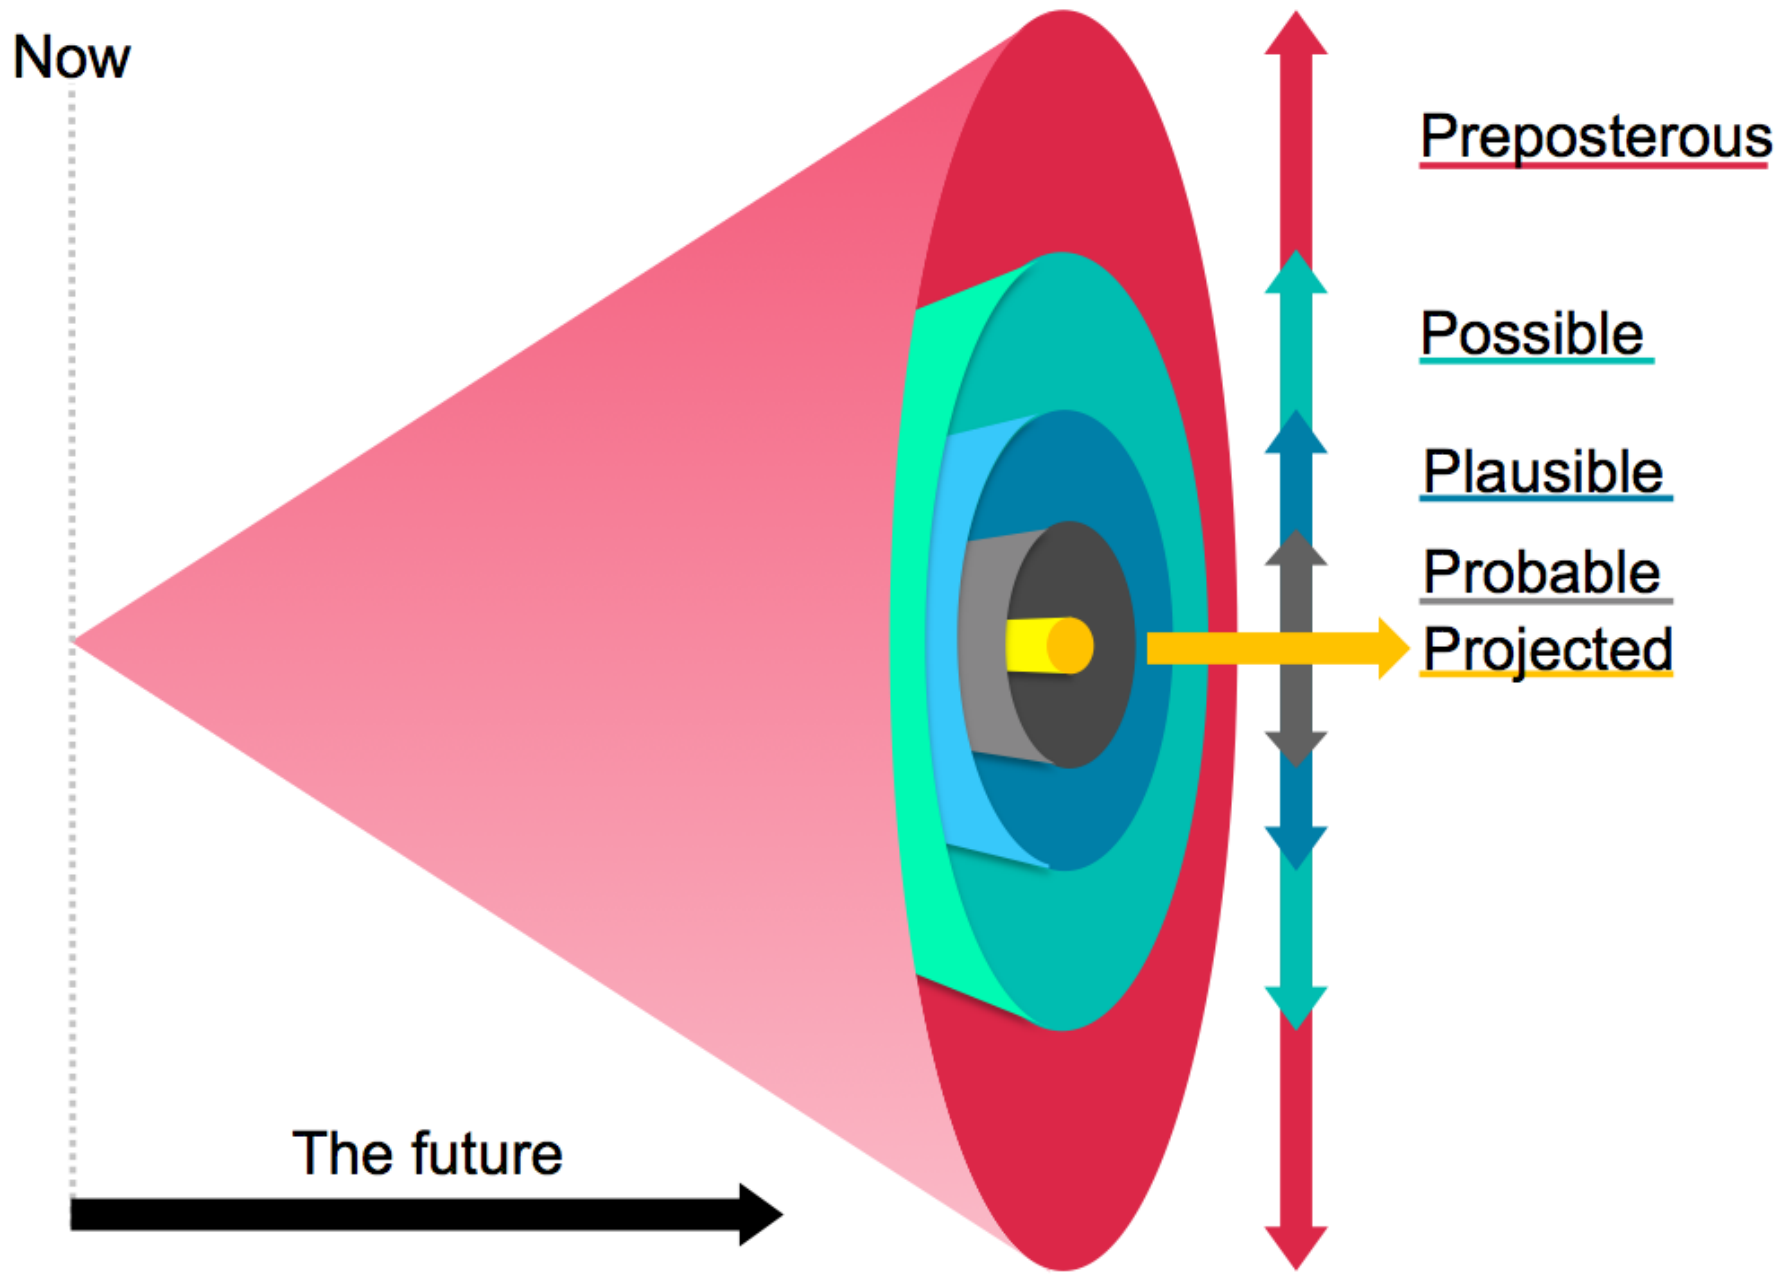 Now
Preposterous
Possible
Plausible
Probable
Projected
The future